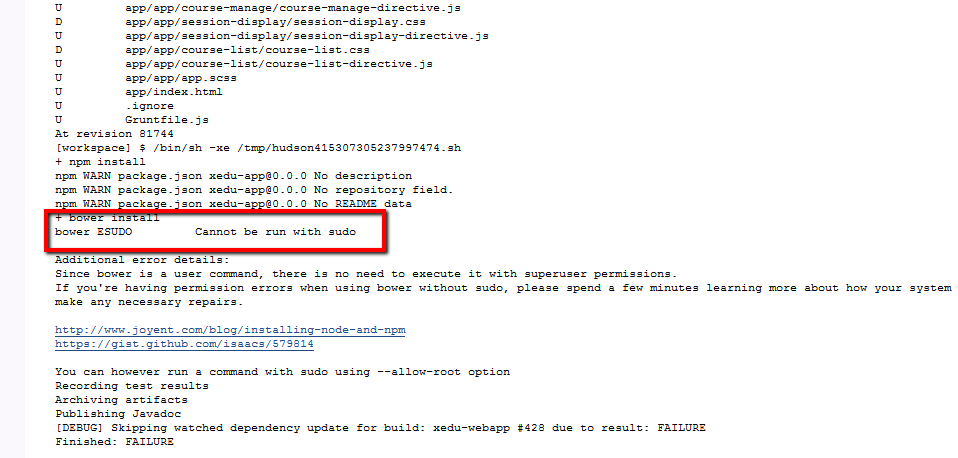 U app/app/course-manage/course-manage-directive.js
D app/app/session-display/session-display.css
U app/app/session-display/session-display-directive.js
D app/app/course-list/course-list.css
U app/app/course-list/course-list-directive.js
U app/app/app.scss
U app/index.html
U .ignore
U Gruntfile.js
At revision 81744
[workspace] $ /bin/sh -xe /tmp/hudson415307305237997474.sh
+ npm install
npm WARN package.json xedu-app@0.0.0 No description
npm WARN package.json xedu-app@0.0.0 No repository field.
npm WARN package.json xedu-app@0.0.0 No README data
+ bower install
bower ESUDO Cannot be run with sudo
Additional error details:
Since bower is a user command, there is no need to execute it with superuser permissions.
If you're having permission errors when using bower without sudo, please spend a few minutes learning more about how your system
make any necessary repairs.
http://www.joyent.com/blog/installing-node-and-npm
https://gist.github.com/isaacs/579814
You can however run a command with sudo using --allow-root option
Recording test results
Archiving artifacts
Publishing Javadoc
[DEBUG] Skipping watched dependency update for build: xedu-webapp #428 due to result: FAILURE
Finished: FAILURE